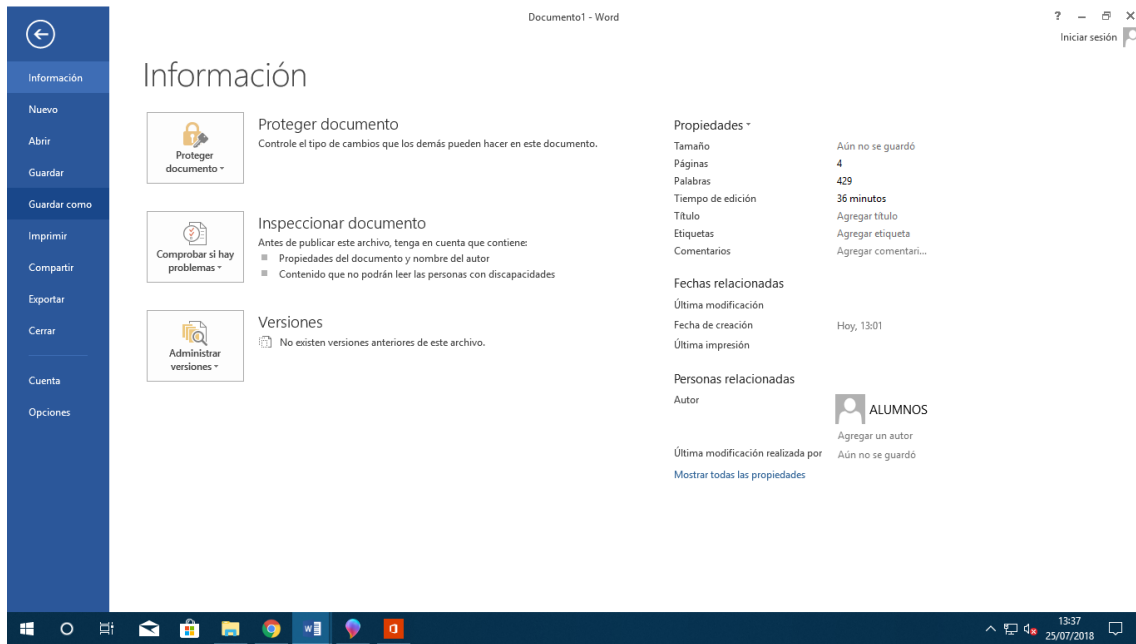 Documento1 - Word
?
Iniciar sesión
Información
Nuevo
Abrir
Guardar
Guardar como
Imprimir
Compartir
Exportar
Cerrar
Cuenta
Opciones
Información
Proteger documento
Proteger documento
Controle el tipo de cambios que los demás pueden hacer en este documento.
Comprobar si hay
problemas
Inspeccionar documento
Antes de publicar este archivo, tenga en cuenta que contiene:
Propiedades del documento y nombre del autor
Contenido que no podrán leer las personas con discapacidades
Administrar
versiones
Versiones
No existen versiones anteriores de este archivo.
Propiedades
Tamaño Aún no se guardó
Páginas 4
Palabras 429
Tiempo de edición 36 minutos
Título Agregar título
Etiquetas Agregar etiqueta
Comentarios Agregar comentari...
Fechas relacionadas
Última modificación
Fecha de creación Hoy, 13:01
Última impresión
Personas relacionadas
Autor ALUMNOS
Agregar un autor
Última modificación realizada por Aún no se guardó
Mostrar todas las propiedades
13:37
25/07/2018